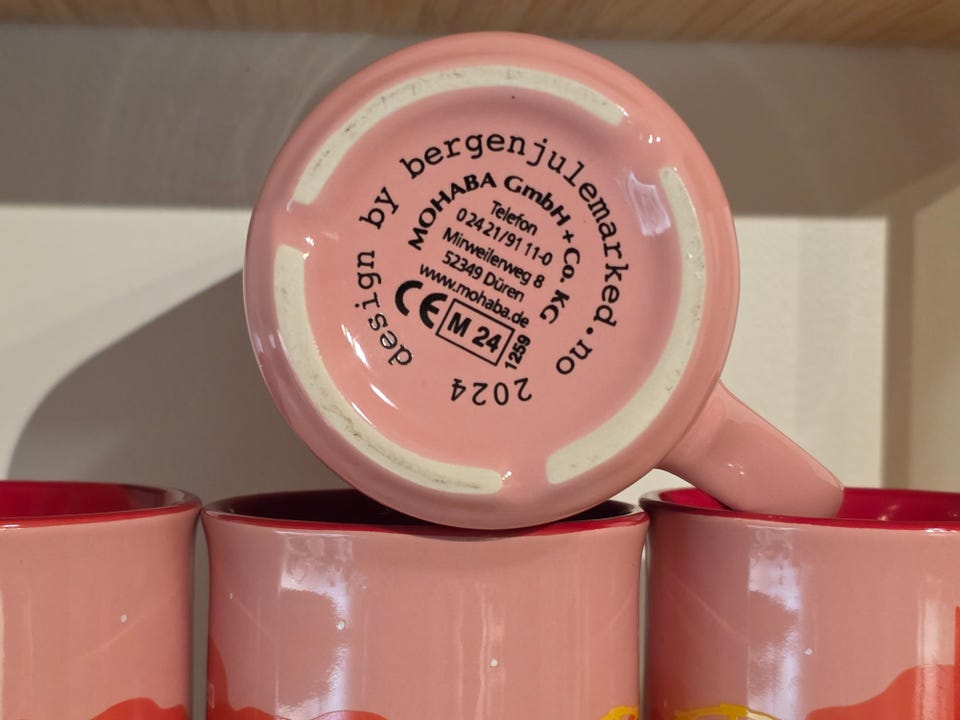 design by bergenjulemarked.no
2024
MOHABA GmbH + Co. KG
Telefon
0 24 21/91 11-0
Mirweilerweg 8
52349 Düren
www.mohaba.de
CE M 24 1259